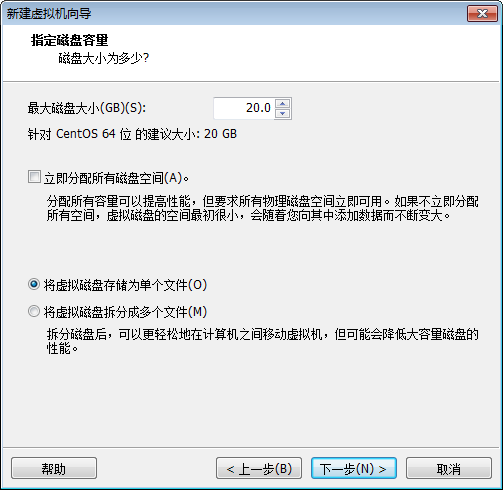 新建虚拟机向导
指定磁盘容量
磁盘大小为多少?
最大磁盘大小(GB)(S): 20.0
针对 CentOS 64 位 的建议大小: 20 GB
立即分配所有磁盘空间(A)。
分配所有容量可以提高性能，但要求所有物理磁盘空间立即可用。如果不立即分配
所有空间，虚拟磁盘的空间最初很小，会随着您向其中添加数据而不断变大。
将虚拟磁盘存储为单个文件(O)
将虚拟磁盘拆分成多个文件(M)
拆分磁盘后，可以更轻松地在计算机之间移动虚拟机，但可能会降低大容量磁盘的
性能。
帮助 < 上一步(B) 下一步(N) > 取消